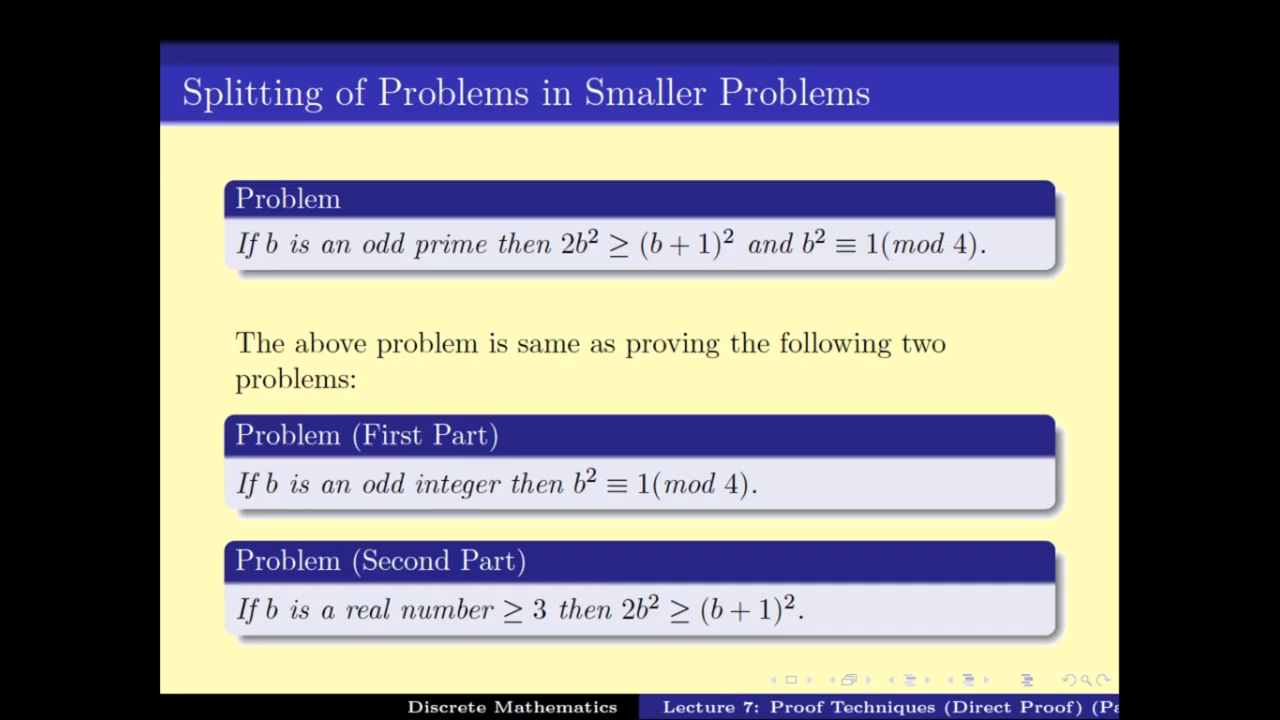 Splitting of Problems in Smaller Problems
Problem
If b is an odd prime then 2b² ≥ (b + 1)² and b² ≡ 1(mod 4).
The above problem is same as proving the following two
problems:
Problem (First Part)
If b is an odd integer then b² ≡ 1(mod 4).
Problem (Second Part)
If b is a real number ≥ 3 then 2b² ≥ (b + 1)².
Discrete Mathematics
Lecture 7: Proof Techniques (Direct Proof) (Pa